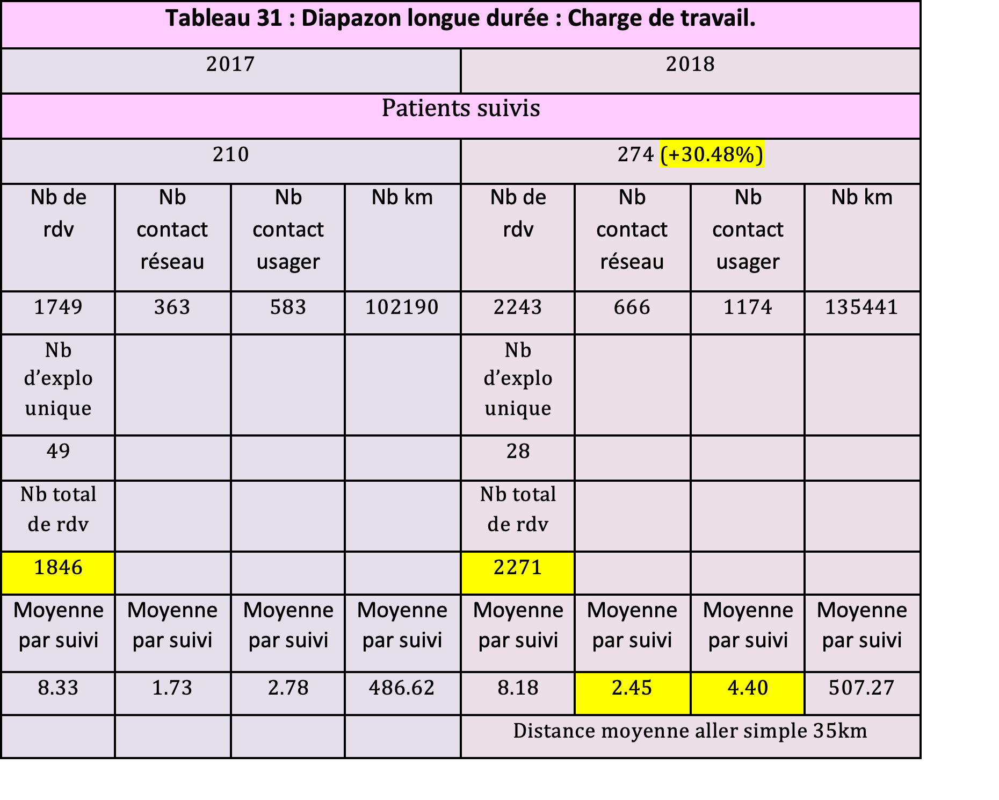 Tableau 31 : Diapazon longue durée : Charge de travail.
2017
2018
Patients suivis
210
274 (+30.48%)
Nb de
rdv
Nb
contact
réseau
Nb
contact
usager
Nb km
Nb de
rdv
Nb
contact
réseau
Nb
contact
usager
Nb km
1749
363
583
102190
2243
666
1174
135441
Nb
d’explo
unique
Nb
d’explo
unique
49
28
Nb total
de rdv
Nb total
de rdv
1846
2271
Moyenne
par suivi
Moyenne
par suivi
Moyenne
par suivi
Moyenne
par suivi
Moyenne
par suivi
Moyenne
par suivi
Moyenne
par suivi
Moyenne
par suivi
8.33
1.73
2.78
486.62
8.18
2.45
4.40
507.27
Distance moyenne aller simple 35km